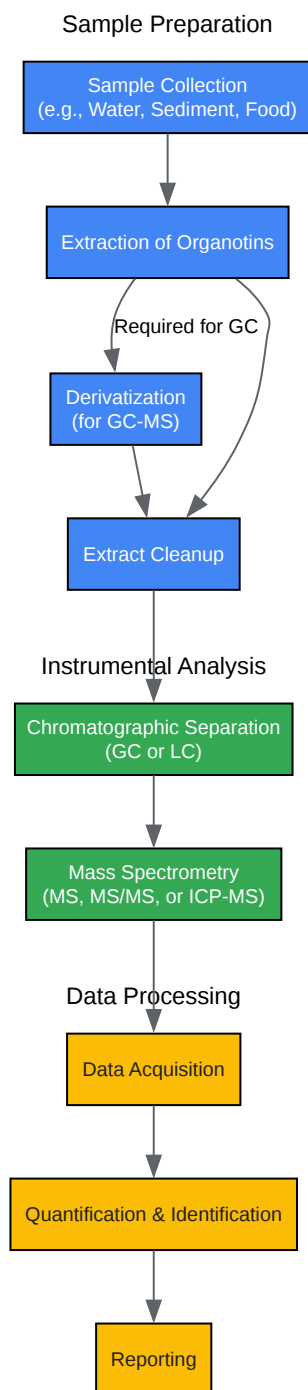 Sample Preparation
Sample Collection
(e.g., Water, Sediment, Food)
Extraction of Organotins
Required for GC
Derivatization
(for GC-MS)
Extract Cleanup
Instrumental Analysis
Chromatographic Separation
(GC or LC)
Mass Spectrometry
(MS, MS/MS, or ICP-MS)
Data Processing
Data Acquisition
Quantification & Identification
Reporting